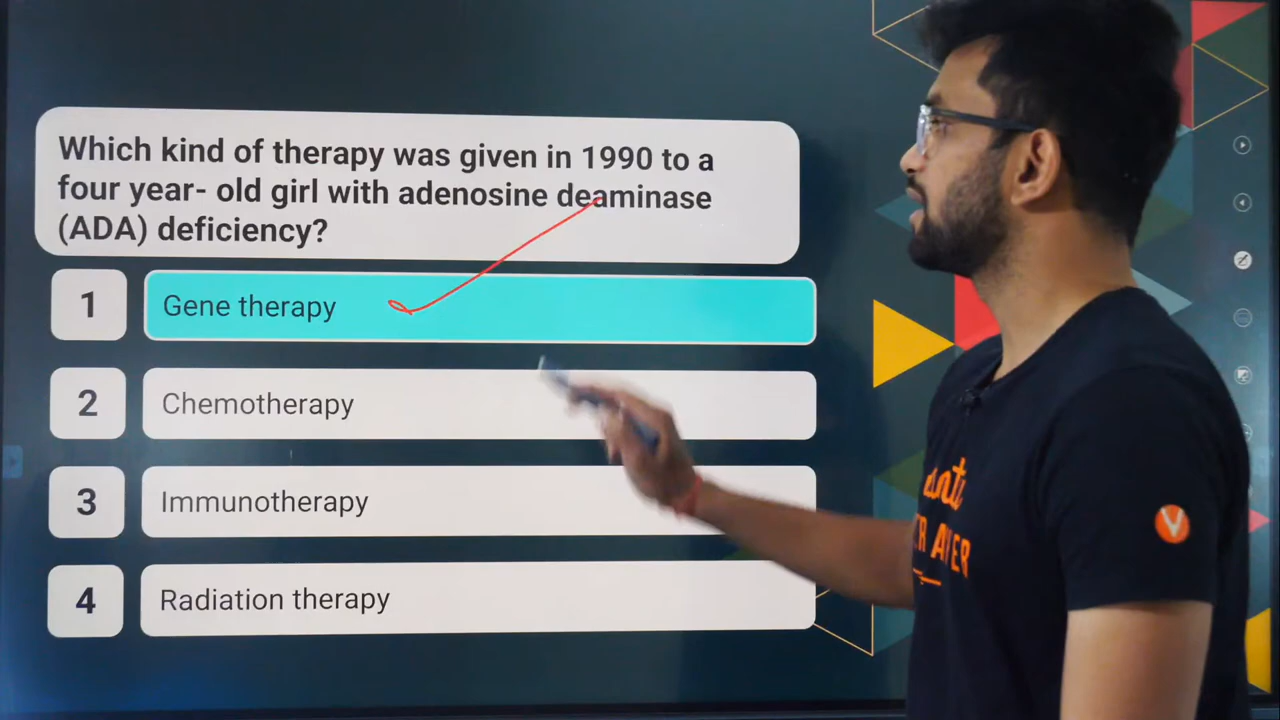 Which kind of therapy was given in 1990 to a
four year- old girl with adenosine deaminase
(ADA) deficiency?
1 Gene therapy
2 Chemotherapy
3 Immunotherapy
4 Radiation therapy
V